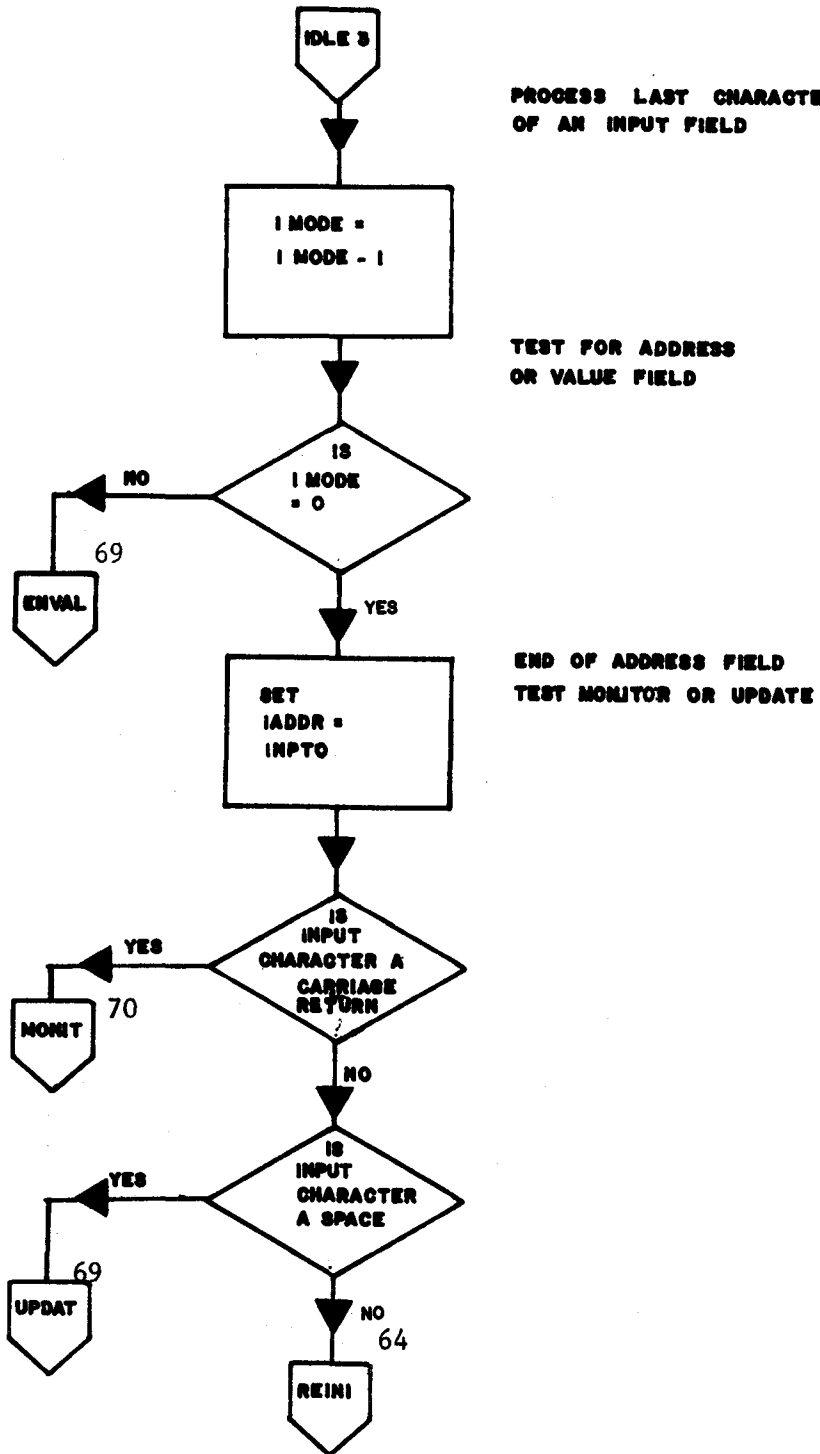 IDLE 3
PROCESS LAST CHARACTE
OF AN INPUT FIELD
I MODE =
I MODE - I
TEST FOR ADDRESS
OR VALUE FIELD
IS
I MODE
= 0
NO
69
ENVAL
YES
END OF ADDRESS FIELD
TEST MONITOR OR UPDATE
SET
IADDR =
INPTO
IS
INPUT
CHARACTER A
CARRIAGE
RETURN
YES
70
MONIT
NO
IS
INPUT
CHARACTER
A SPACE
YES
69
UPDAT
NO
64
REINI